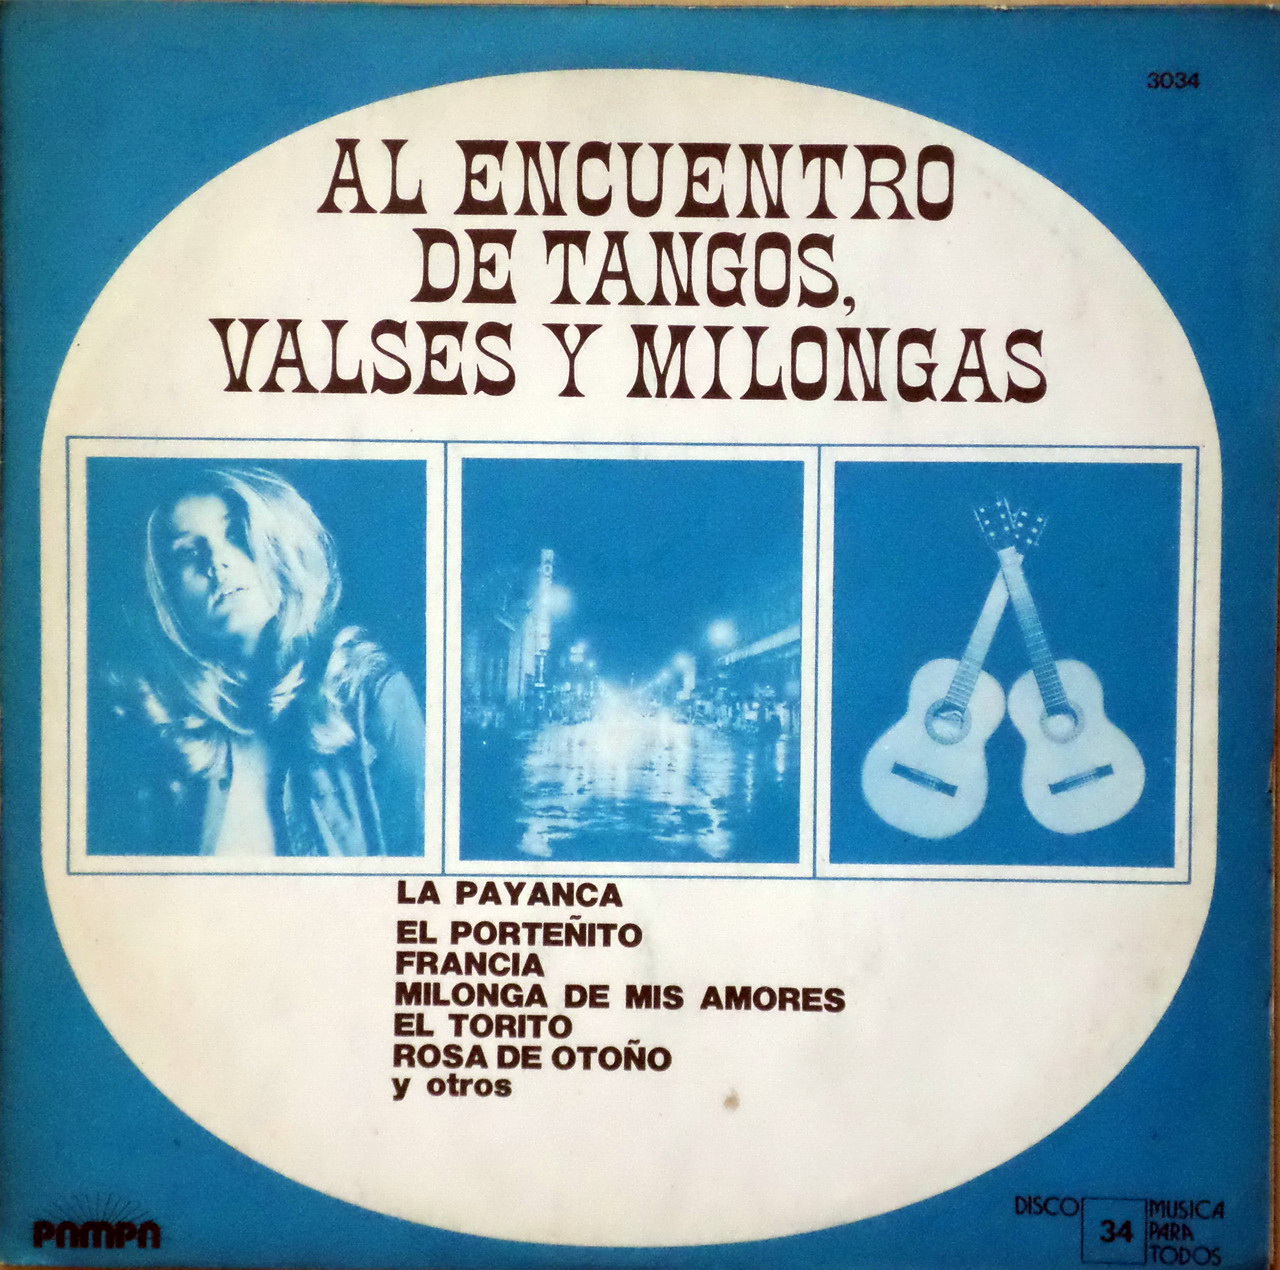 3034
AL ENCUENTRO
DE TANGOS,
VALSES Y MILONGAS
LA PAYANCA
EL PORTEÑITO
FRANCIA
MILONGA DE MIS AMORES
EL TORITO
ROSA DE OTOÑO
y otros
PAMPA
DISCO
34
MUSICA
PARA
TODOS